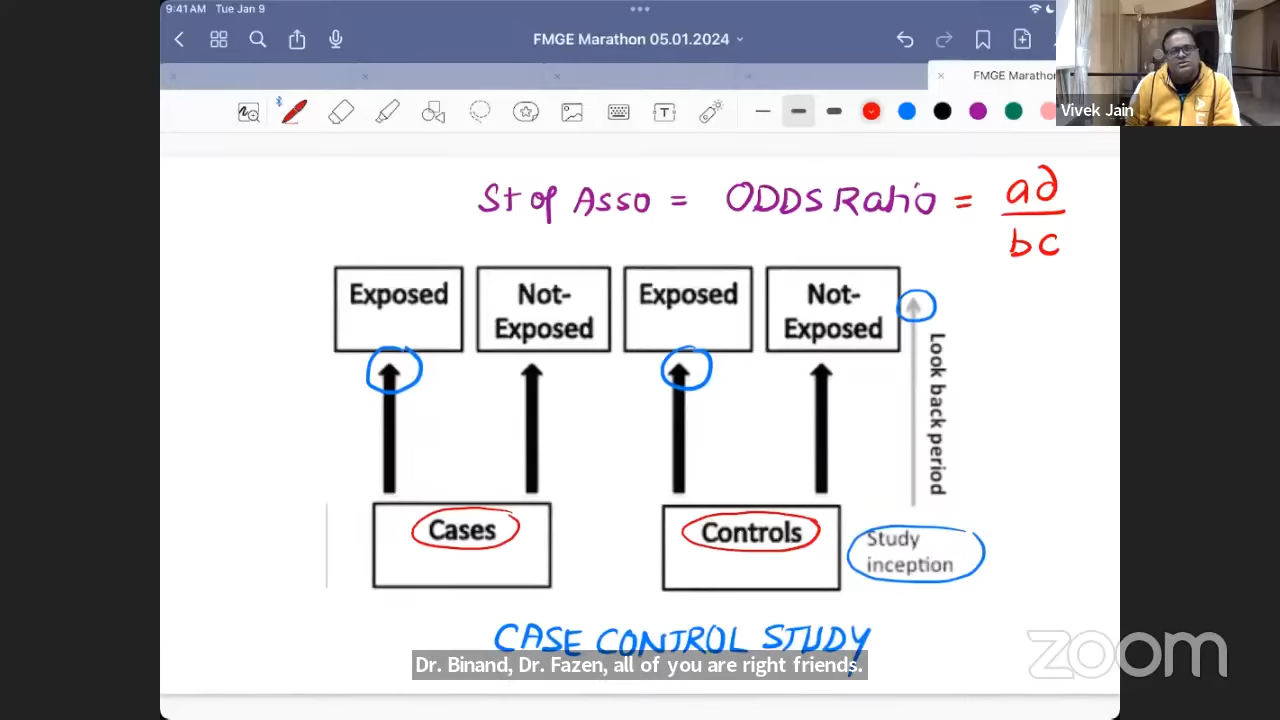 9:41 AM Tue Jan 9
FMGE Marathon 05.01.2024
FMGE Maratho
Vivek Jain
St of Asso = ODDS Ratio = ad
bc
Exposed
Not-
Exposed
Exposed
Not-
Exposed
Look back period
Cases
Controls
Study
inception
CASE CONTROL STUDY
Dr. Binand, Dr. Fazen, all of you are right friends.
zoom